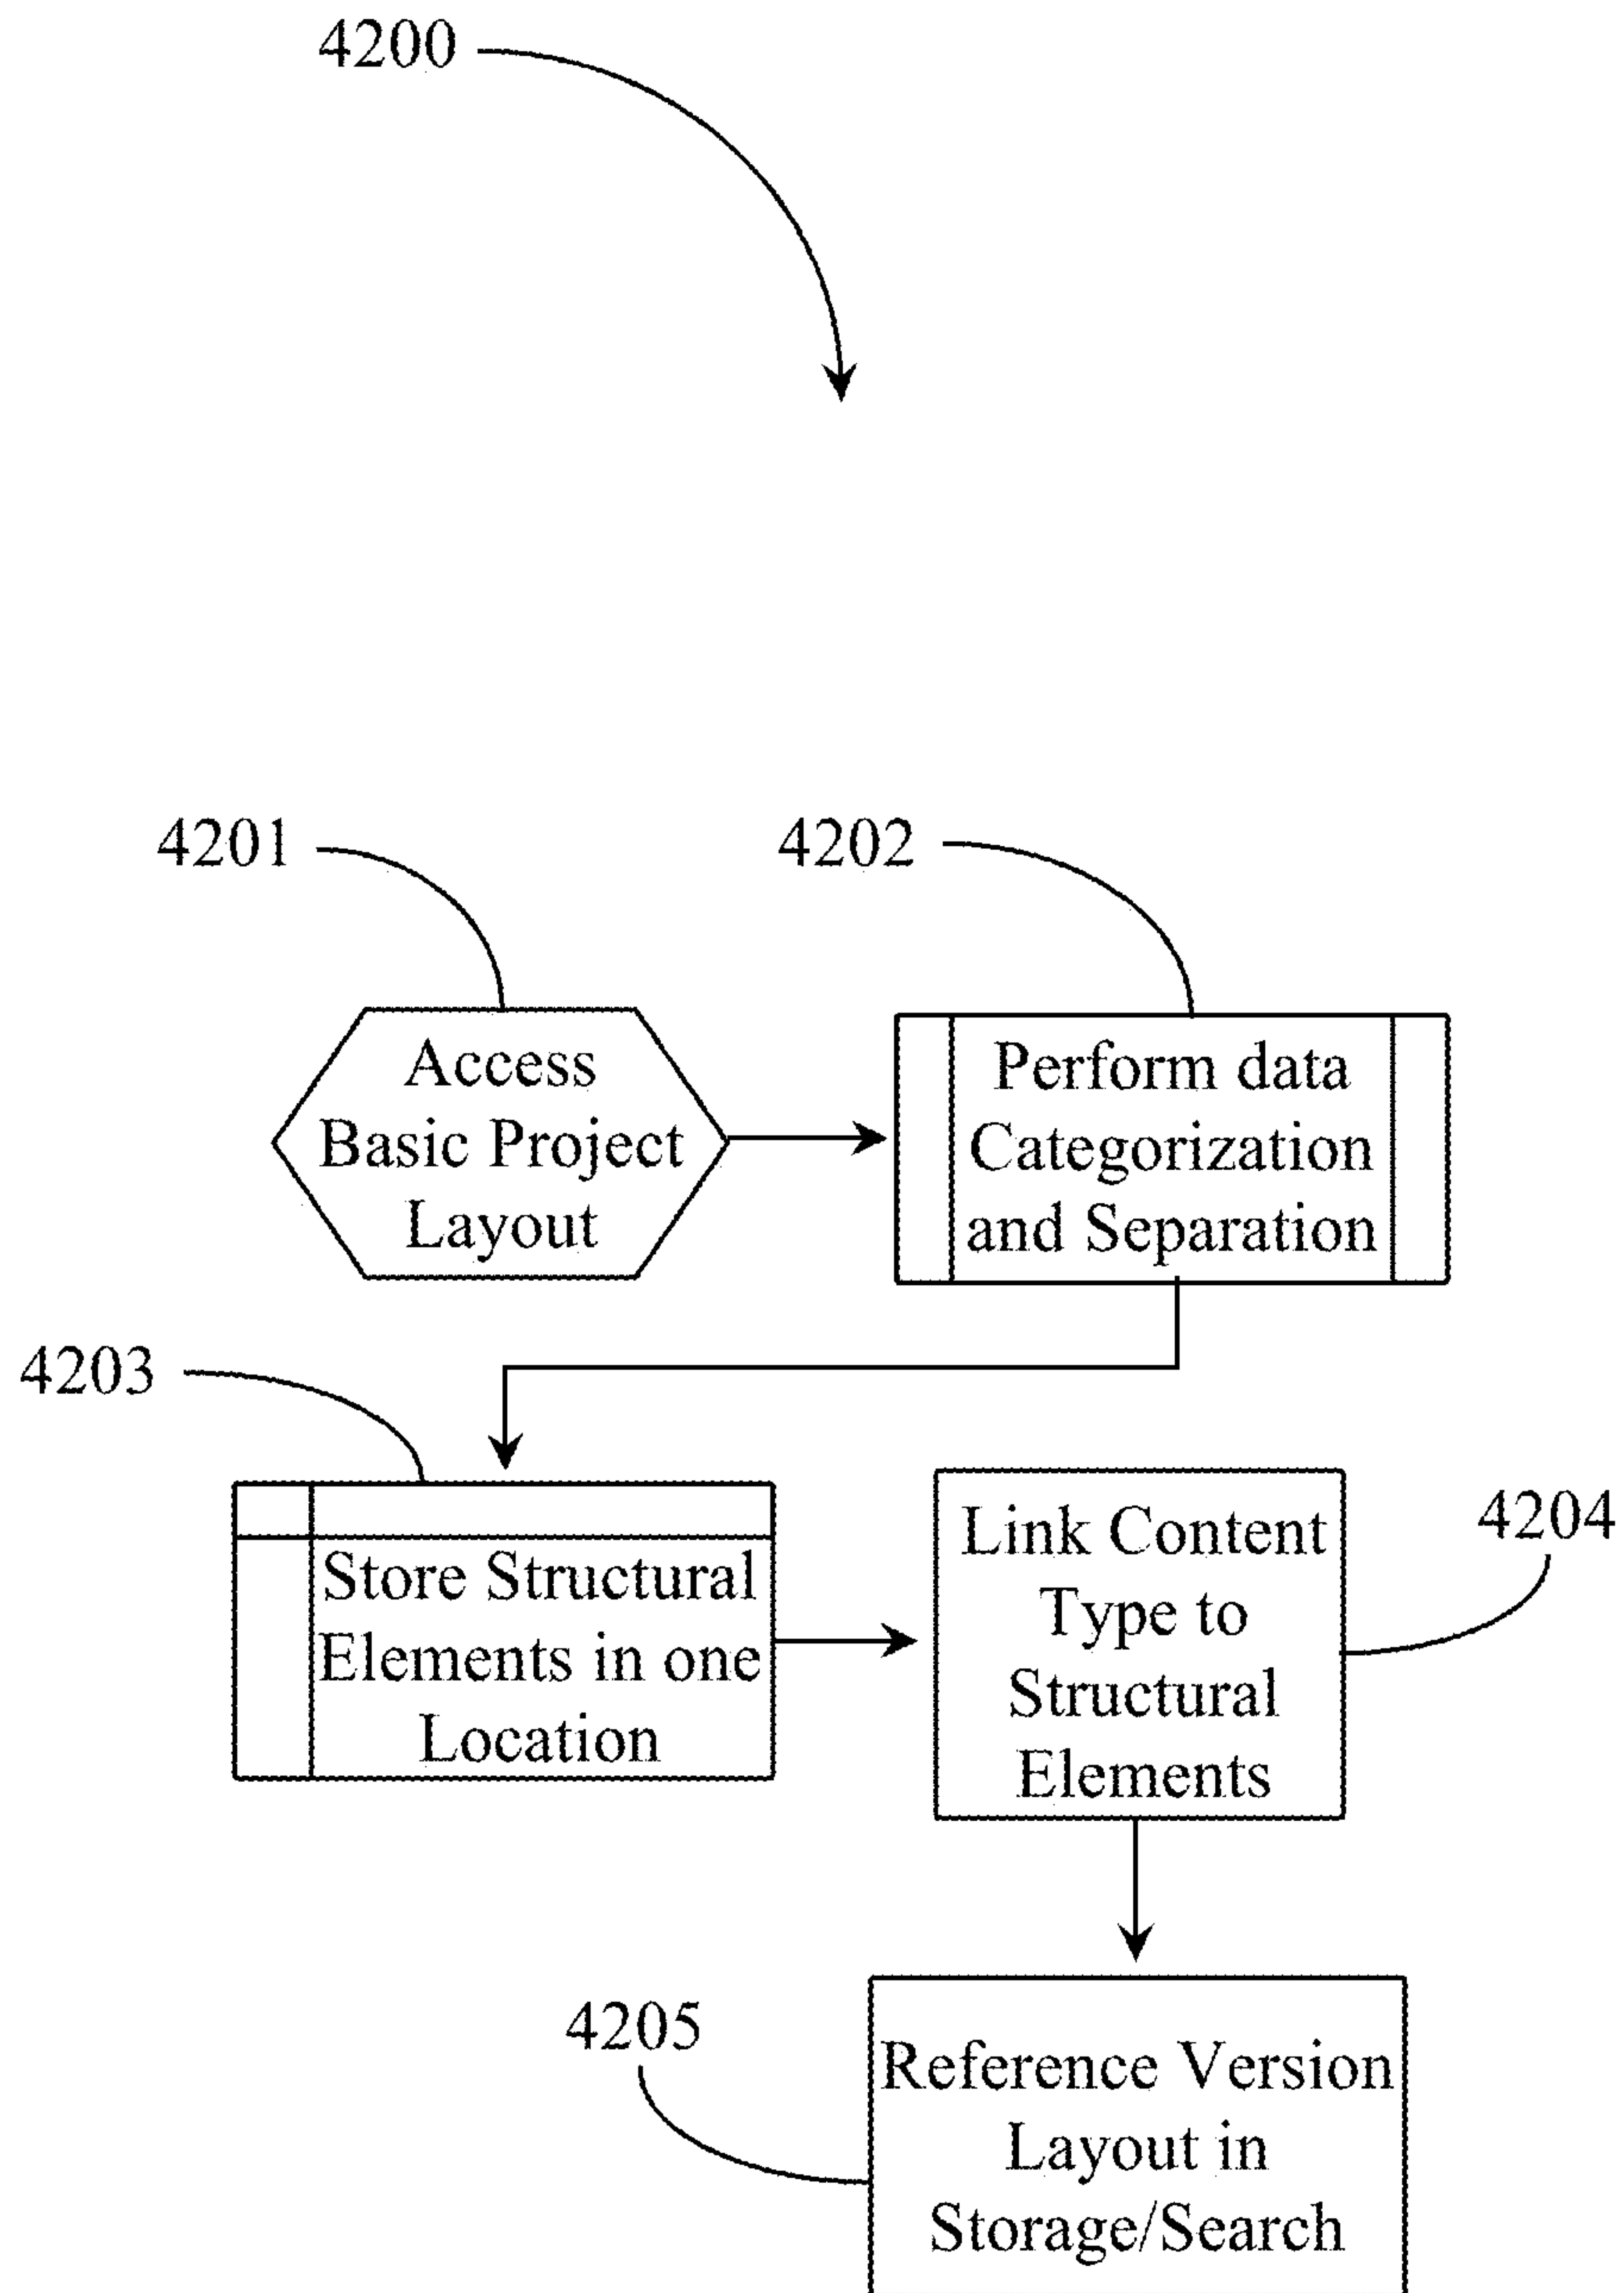 4200
4201
4202
Access
Basic Project
Layout
Perform data
Categorization
and Separation
4203
Store Structural
Elements in one
Location
Link Content
Type to
Structural
Elements
4204
4205
Reference Version
Layout in
Storage/Search